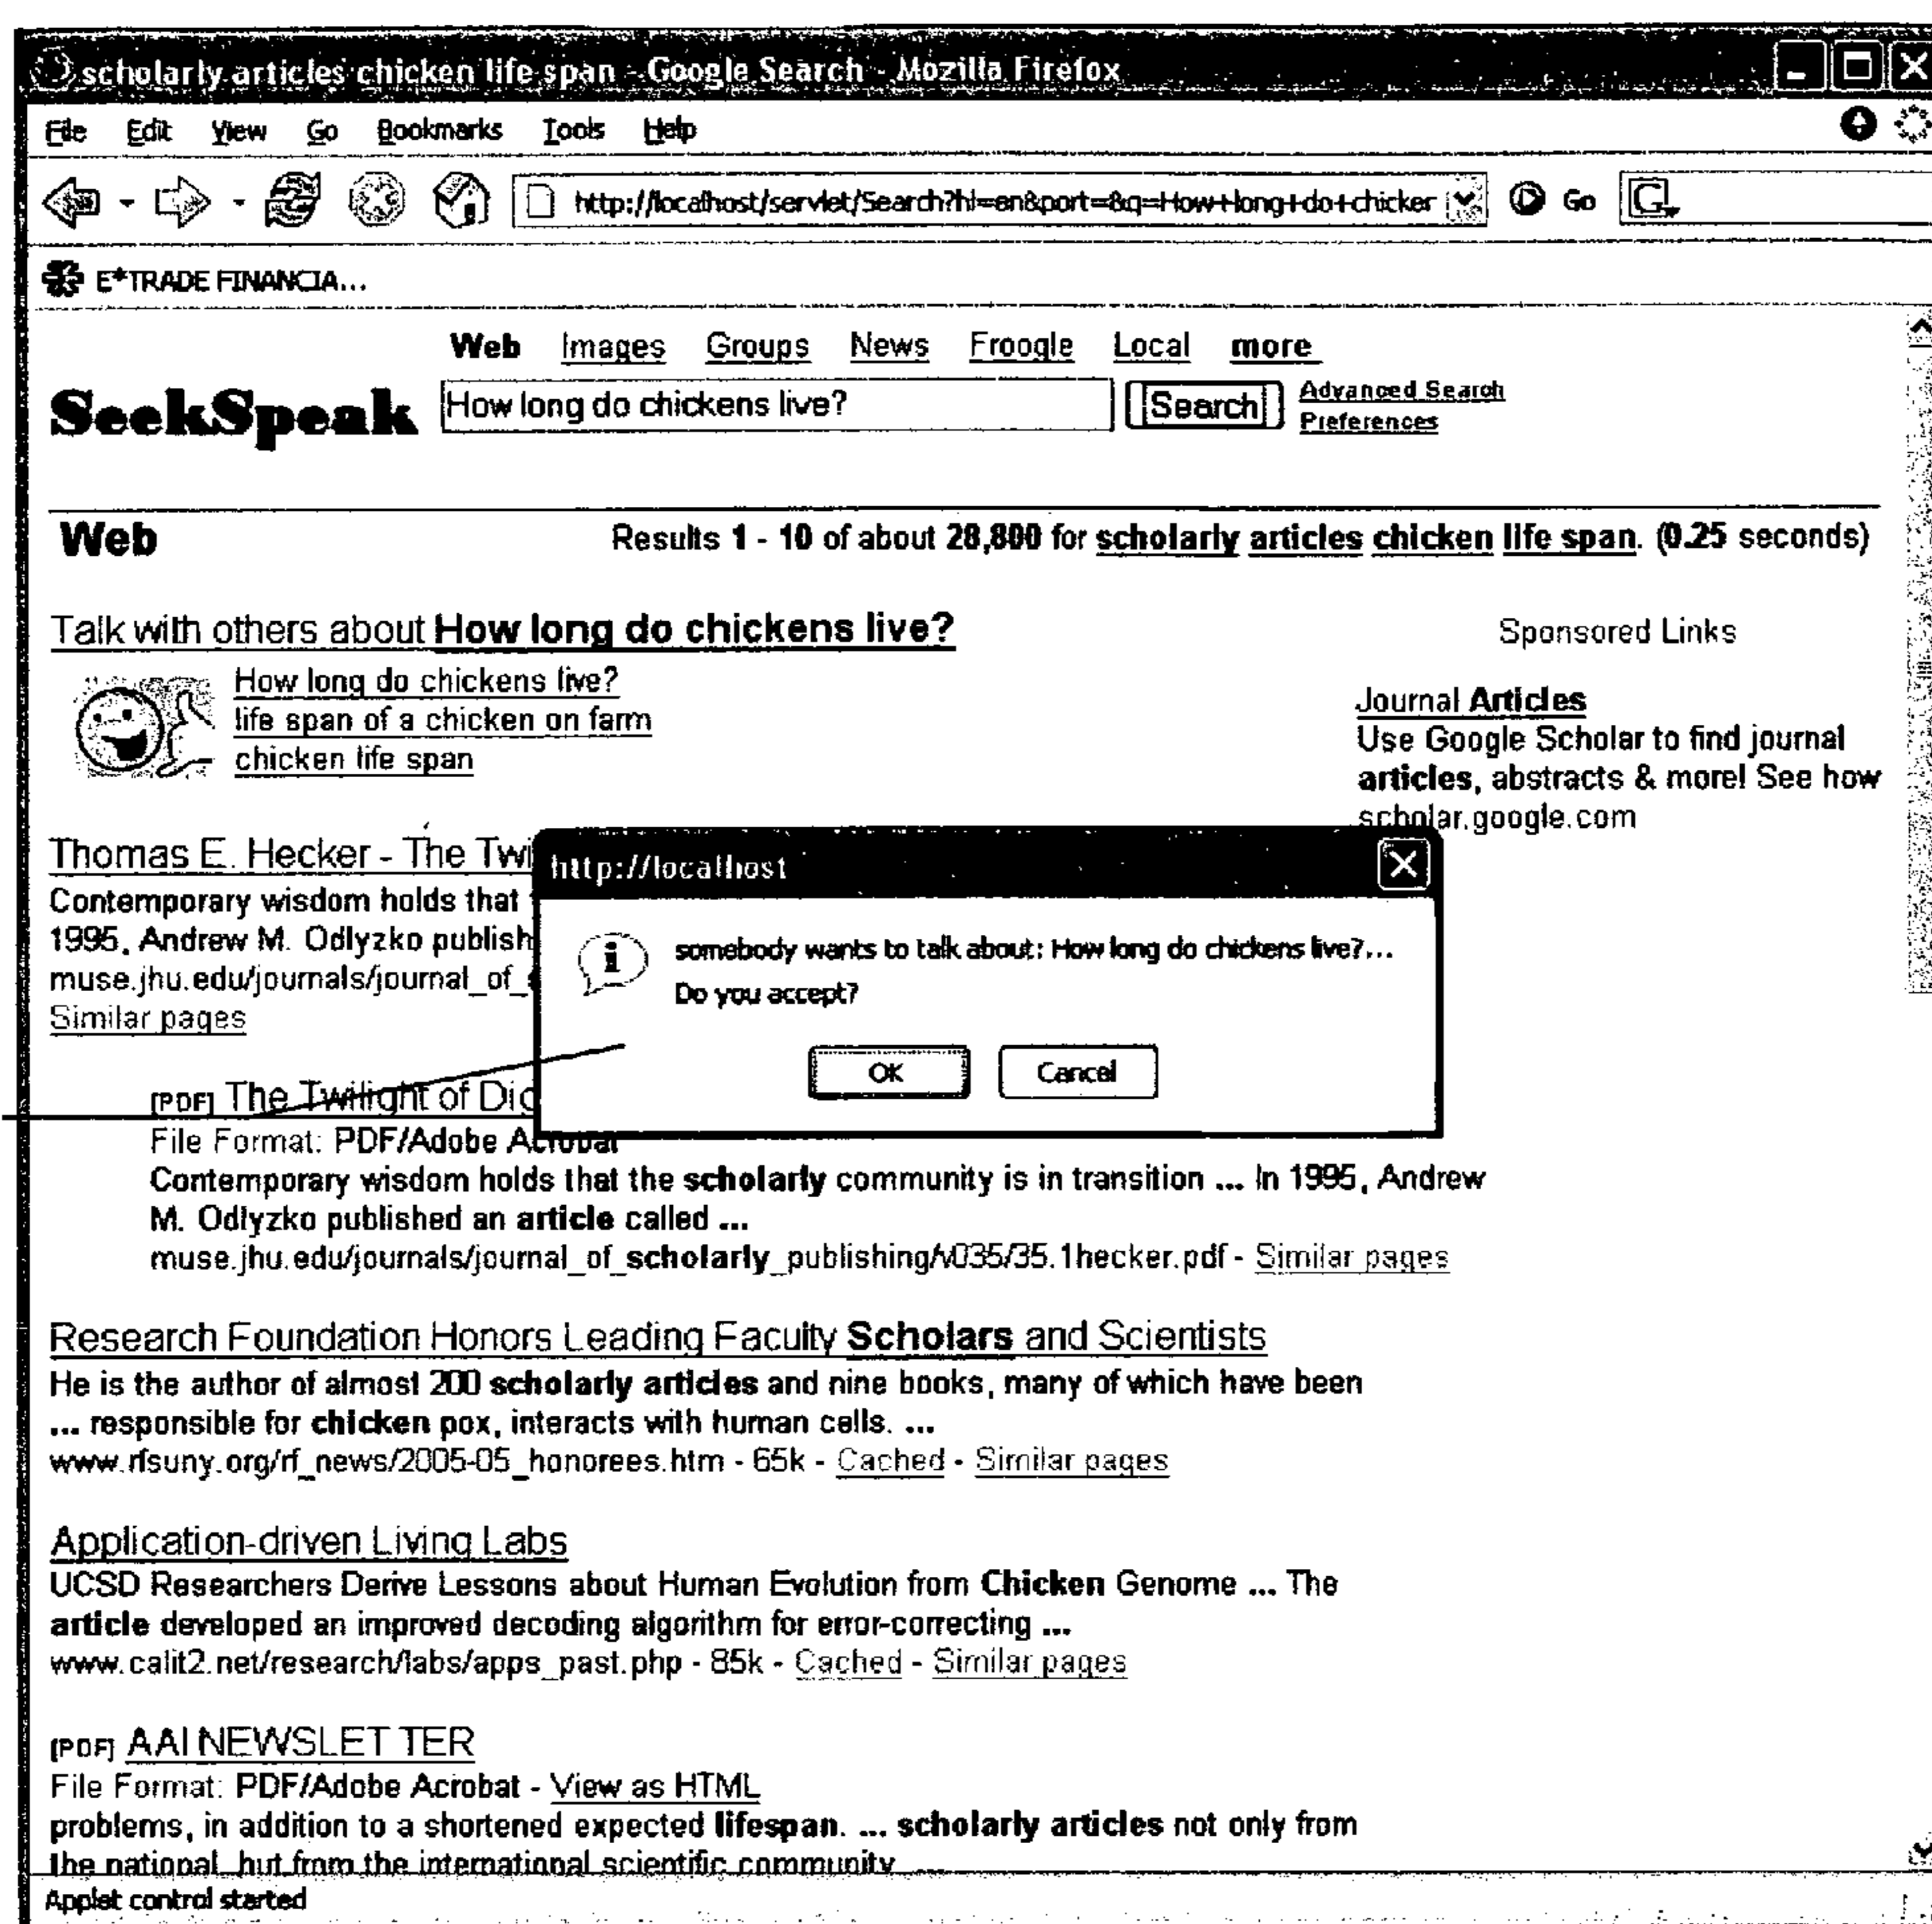 scholarly articles chicken life span - Google Search - Mozilla Firefox
File Edit View Go Bookmarks Tools Help
http://localhost/servlet/Search?hl=en&port=&q=How+long+do+chicken Go G
E*TRADE FINANCIA...
Web Images Groups News Froogle Local more
SeekSpeak How long do chickens live? Search Advanced Search
Preferences
Web Results 1 - 10 of about 28,800 for scholarly articles chicken life span. (0.25 seconds)
Talk with others about How long do chickens live?
How long do chickens live?
life span of a chicken on farm
chicken life span
Sponsored Links
Journal Articles
Use Google Scholar to find journal
articles, abstracts & more! See how
scholar.google.com
Thomas E. Hecker - The Twi
Contemporary wisdom holds that
1995, Andrew M. Odlyzko publish
muse.jhu.edu/journals/journal_of_
Similar pages
http://localhost
somebody wants to talk about: How long do chickens live?...
Do you accept?
OK Cancel
[PDF] The Twilight of Dic
File Format: PDF/Adobe Acrobat
Contemporary wisdom holds that the scholarly community is in transition ... In 1995, Andrew
M. Odlyzko published an article called ...
muse.jhu.edu/journals/journal_of_scholarly_publishing/v035/35.1hecker.pdf - Similar pages
Research Foundation Honors Leading Faculty Scholars and Scientists
He is the author of almost 200 scholarly articles and nine books, many of which have been
... responsible for chicken pox, interacts with human cells. ...
www.rfsuny.org/rf_news/2005-05_honorees.htm - 65k - Cached - Similar pages
Application-driven Living Labs
UCSD Researchers Derive Lessons about Human Evolution from Chicken Genome ... The
article developed an improved decoding algorithm for error-correcting ...
www.calit2.net/research/labs/apps_past.php - 85k - Cached - Similar pages
[PDF] AAI NEWSLET TER
File Format: PDF/Adobe Acrobat - View as HTML
problems, in addition to a shortened expected lifespan. ... scholarly articles not only from
the national, but from the international scientific community ...
Applet control started